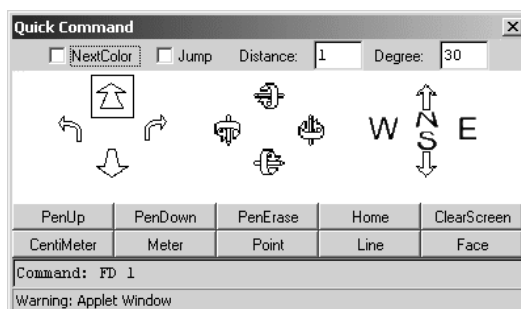 Quick Command
NextColor Jump Distance: 1 Degree: 30
N
W E
S
PenUp PenDown PenErase Home ClearScreen
CentiMeter Meter Point Line Face
Command: FD 1
Warning: Applet Window